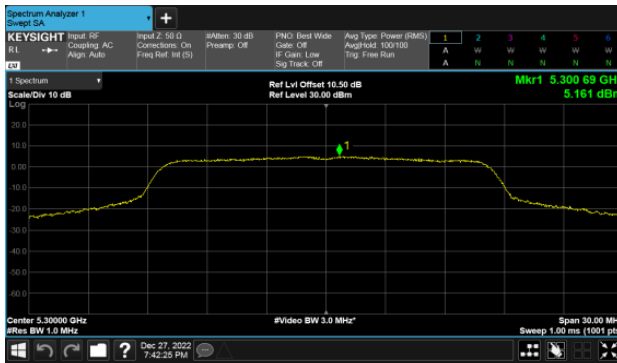 Spectrum Analyzer 1
Swept SA
KEYSIGHT Input: RF Input Z: 50 Ω #Atten: 30 dB PNO: Best Wide Avg Type: Power (RMS) 1 2 3 4 5 6
RL Coupling: AC Corrections: On Preamp: Off Gate: Off Avg|Hold: 100/100 A W W W W W
Align: Auto Freq Ref: Int (S) IF Gain: Low Trig: Free Run
LXI Sig Track: Off A N N N N N
1 Spectrum Ref Lvl Offset 10.50 dB Mkr1 5.300 69 GH
Scale/Div 10 dB Ref Level 30.00 dBm 5.161 dBr
Log
20.0
10.0
1
0.00
-10.0
-20.0
-30.0
-40.0
-50.0
-60.0
Center 5.30000 GHz #Video BW 3.0 MHz* Span 30.00 MH
#Res BW 1.0 MHz Sweep 1.00 ms (1001 pts
? Dec 27, 2022
7:42:25 PM